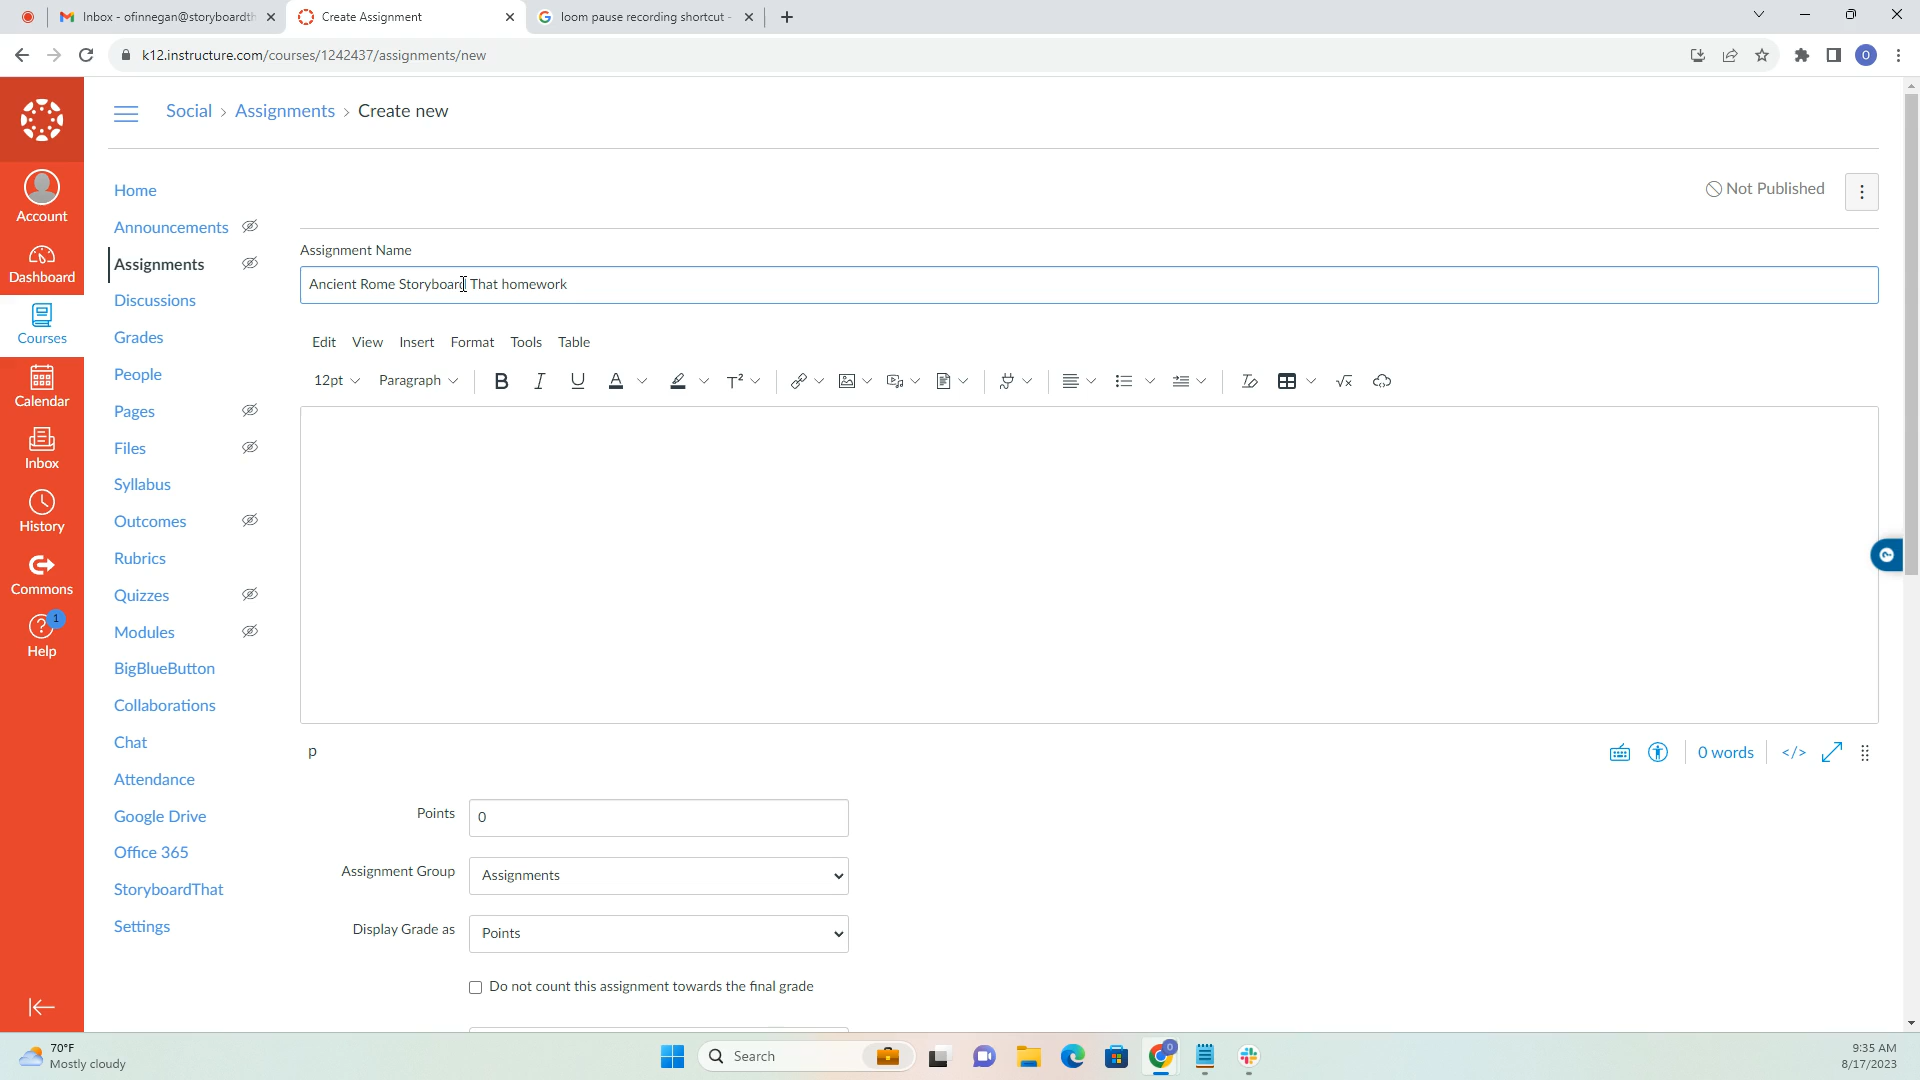 Inbox - ofinnegan@storyboardth
Create Assignment
loom pause recording shortcut -
k12.instructure.com/courses/1242437/assignments/new
O
Social > Assignments > Create new
Account
Dashboard
Courses
Calendar
Inbox
History
Commons
1
Help
Home
Announcements
Assignments
Discussions
Grades
People
Pages
Files
Syllabus
Outcomes
Rubrics
Quizzes
Modules
BigBlueButton
Collaborations
Chat
Attendance
Google Drive
Office 365
StoryboardThat
Settings
Not Published
Assignment Name
Ancient Rome Storyboard That homework
Edit View Insert Format Tools Table
12pt Paragraph B I U A T²
p
0 words </>
Points 0
Assignment Group Assignments
Display Grade as Points
Do not count this assignment towards the final grade
70°F
Mostly cloudy
Search
9:35 AM
8/17/2023